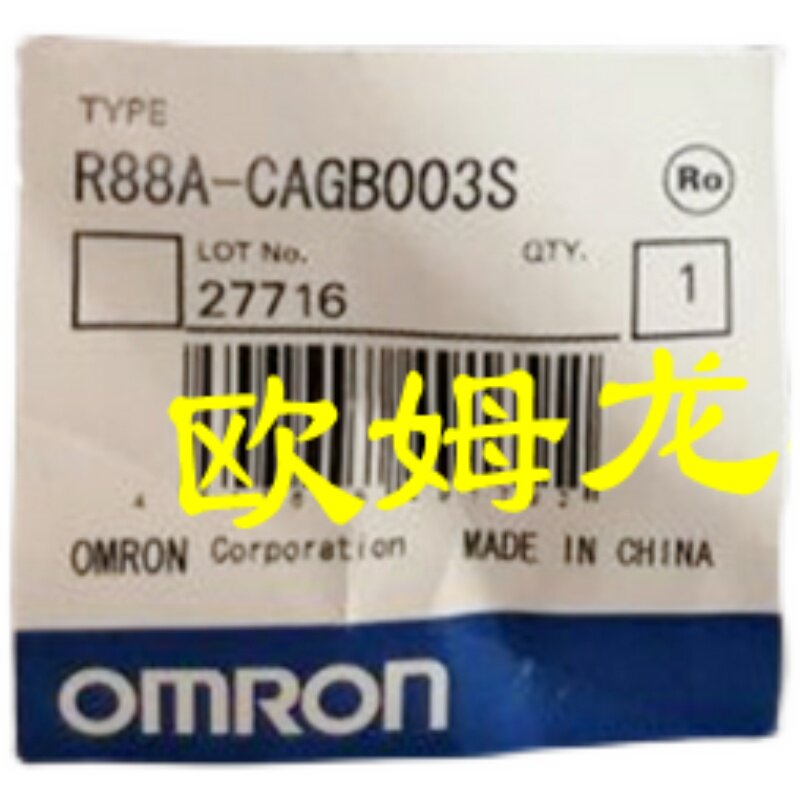 TYPE
R88A-CAGB003S
Ro
LOT No.
QTY.
27716
1
欧姆龙
OMRON Corporation MADE IN CHINA
OMRON